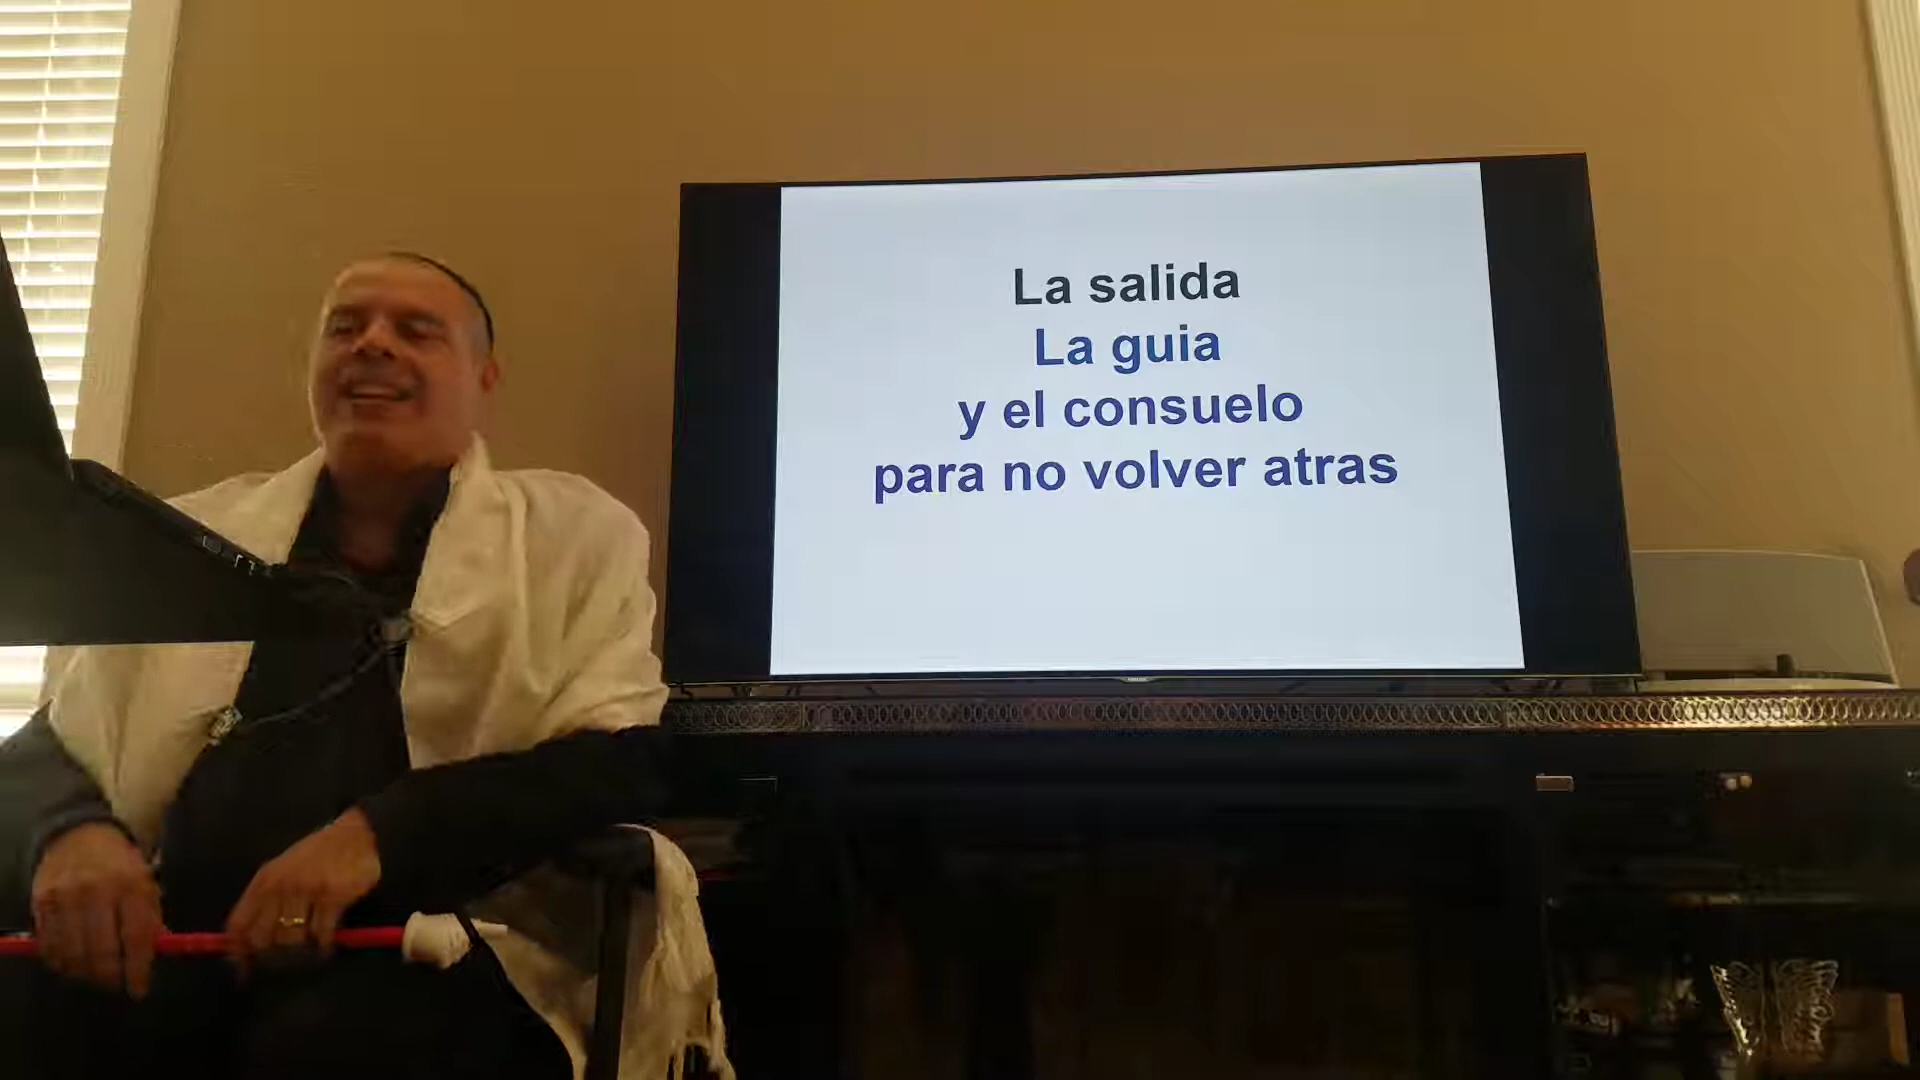 La salida
La guia
y el consuelo
para no volver atras